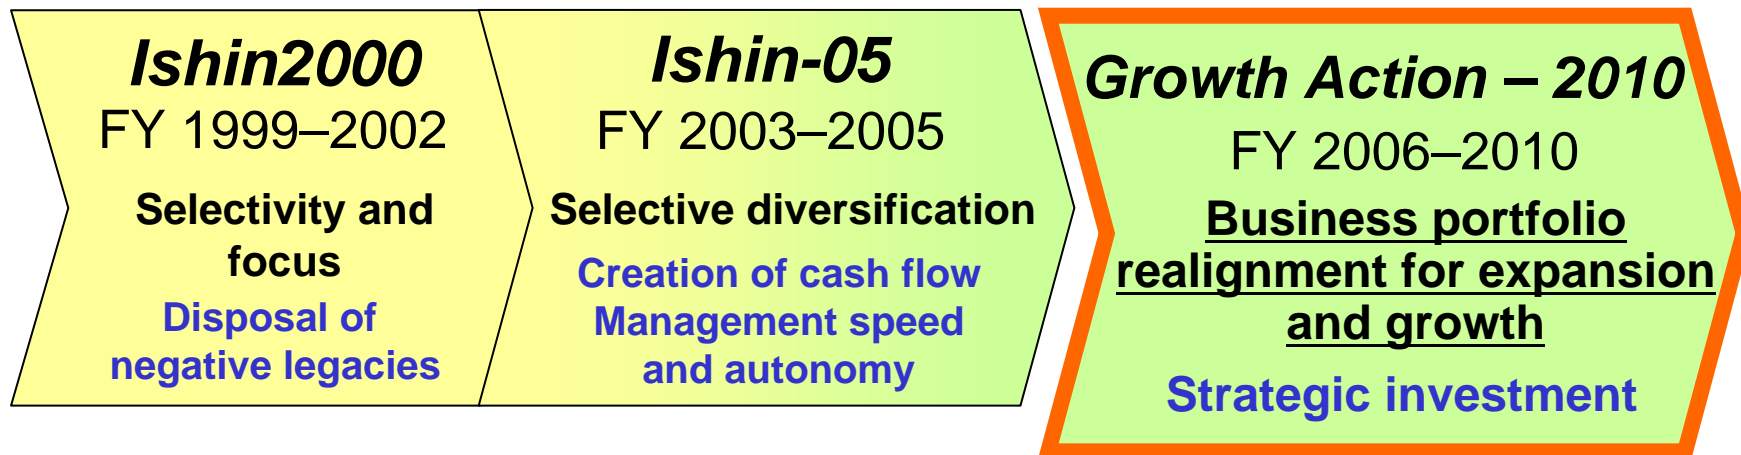 Ishin2000
FY 1999–2002
Selectivity and
focus
Disposal of
negative legacies
Ishin-05
FY 2003–2005
Selective diversification
Creation of cash flow
Management speed
and autonomy
Growth Action – 2010
FY 2006–2010
Business portfolio
realignment for expansion
and growth
Strategic investment